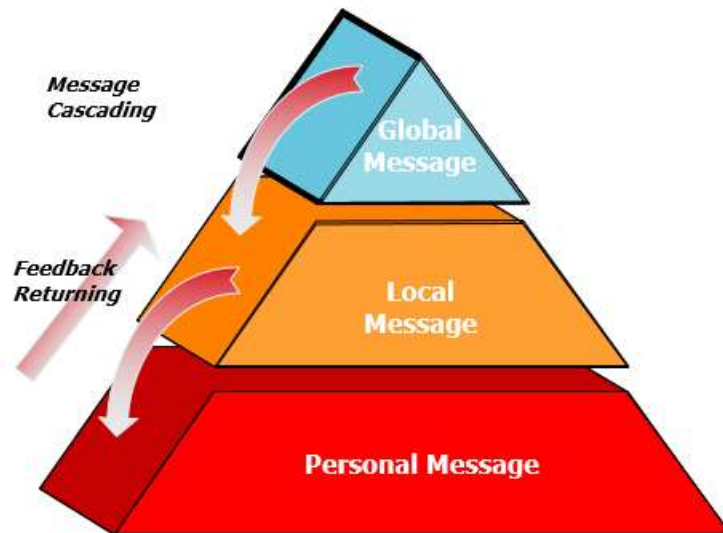 Message
Cascading
Global
Message
Feedback
Returning
Local
Message
Personal Message